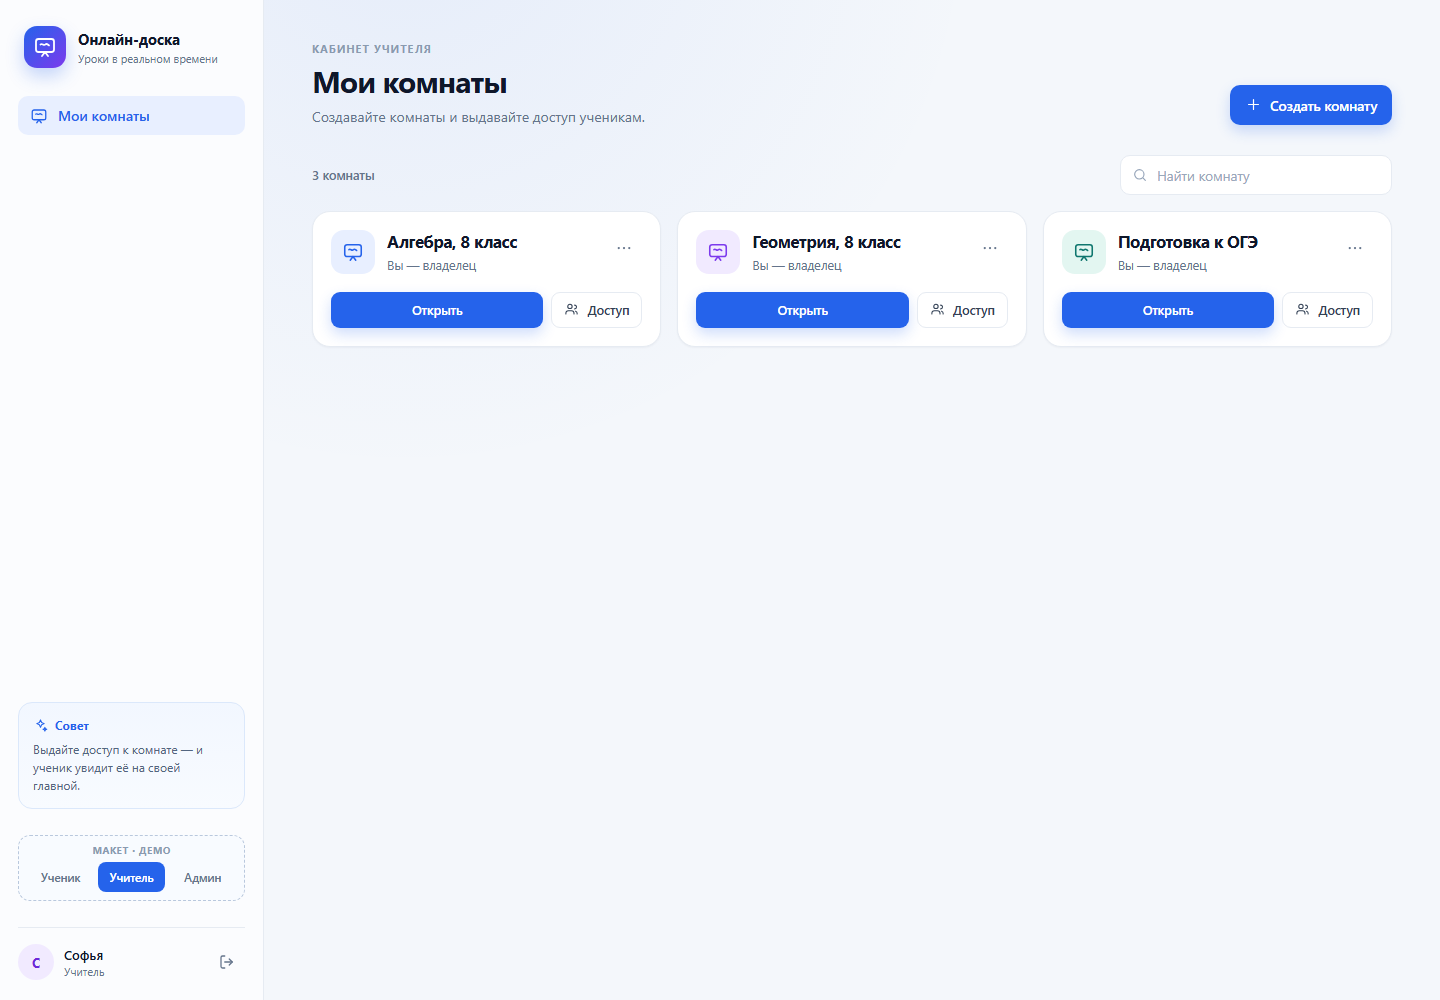 Онлайн-доска
Уроки в реальном времени
Мои комнаты
Совет
Выдайте доступ к комнате — и
ученик увидит её на своей
главной.
МАКЕТ · ДЕМО
Ученик
Учитель
Админ
С
Софья
Учитель
КАБИНЕТ УЧИТЕЛЯ
Мои комнаты
Создавайте комнаты и выдавайте доступ ученикам.
Создать комнату
3 комнаты
Найти комнату
Алгебра, 8 класс
Вы — владелец
Открыть
Доступ
Геометрия, 8 класс
Вы — владелец
Открыть
Доступ
Подготовка к ОГЭ
Вы — владелец
Открыть
Доступ